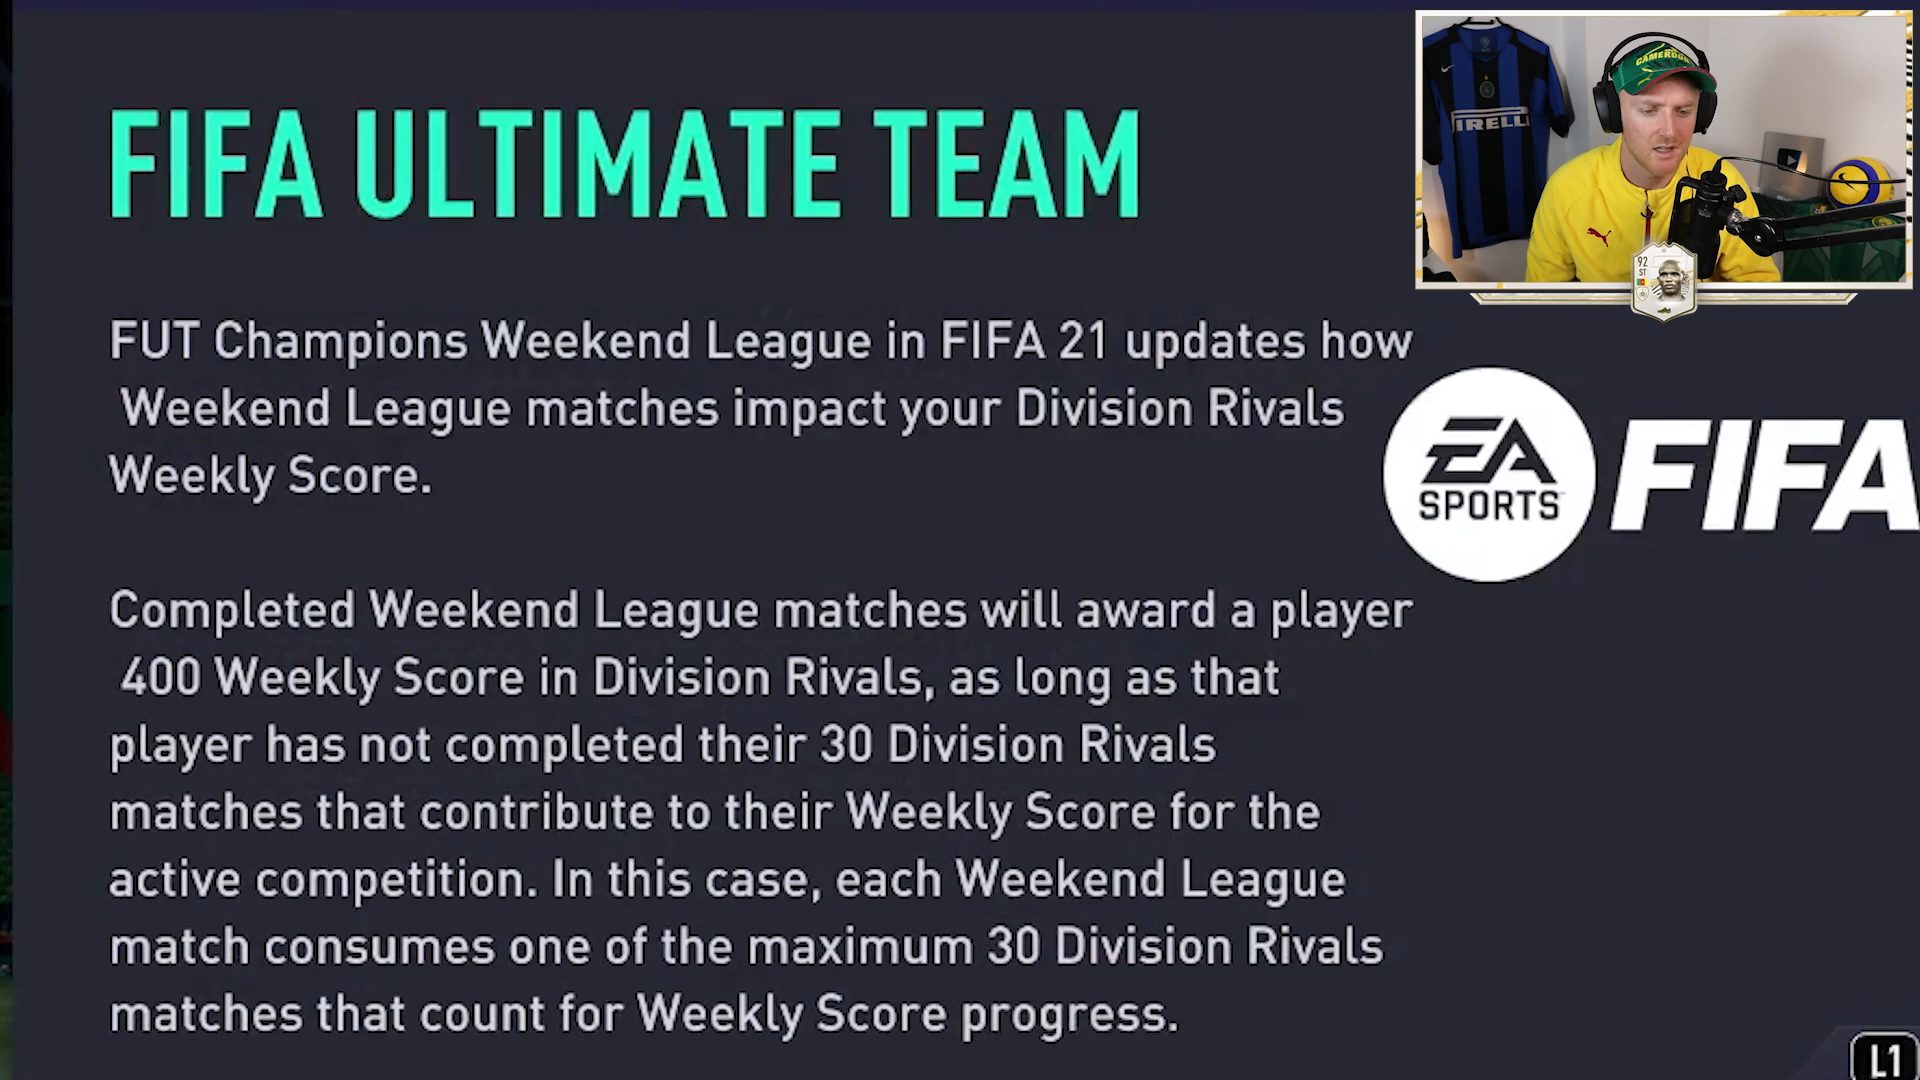 FIFA ULTIMATE TEAM
FUT Champions Weekend League in FIFA 21 updates how
Weekend League matches impact your Division Rivals
Weekly Score.
Completed Weekend League matches will award a player
400 Weekly Score in Division Rivals, as long as that
player has not completed their 30 Division Rivals
matches that contribute to their Weekly Score for the
active competition. In this case, each Weekend League
match consumes one of the maximum 30 Division Rivals
matches that count for Weekly Score progress.
CAMEROON
PIRELLI
92
ST
EA
SPORTS
FIFA
L1